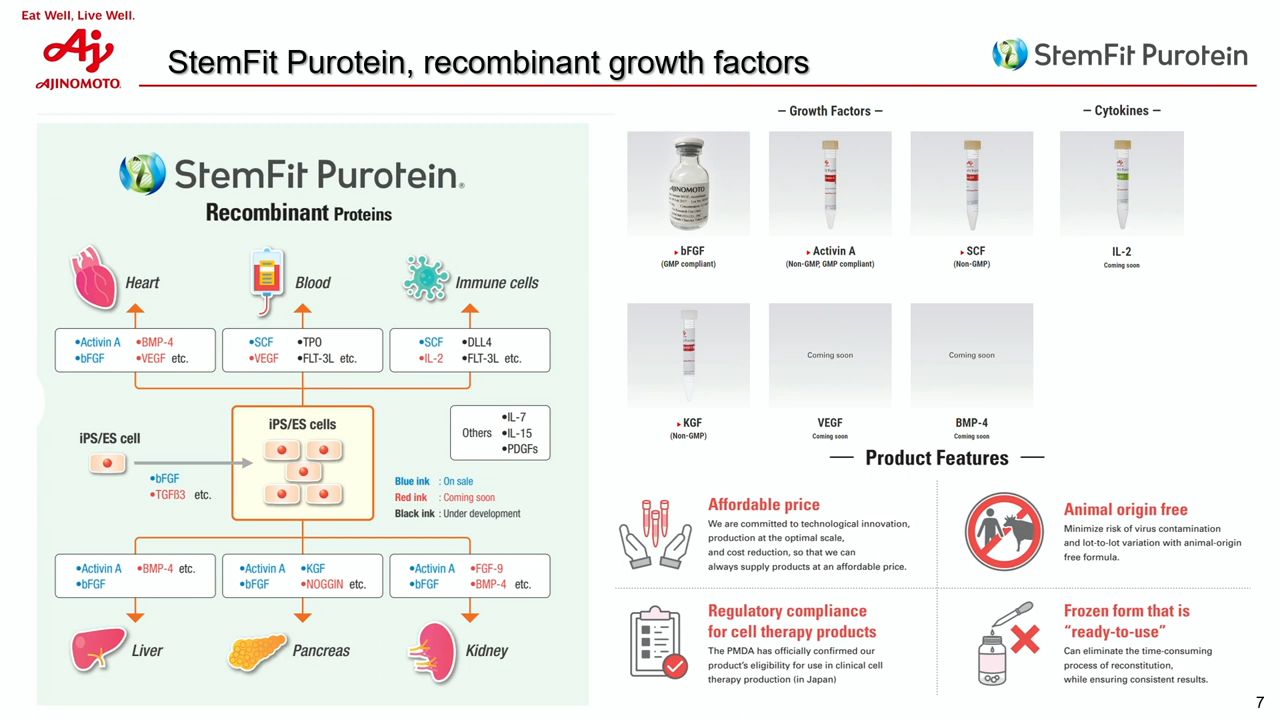 Eat Well, Live Well.
AJINOMOTO
StemFit Purotein, recombinant growth factors
StemFit Purotein
StemFit Purotein®
Recombinant Proteins
Heart
Blood
Immune cells
•Activin A •BMP-4
•bFGF •VEGF etc.
•SCF •TPO
•VEGF •FLT-3L etc.
•SCF •DLL4
•IL-2 •FLT-3L etc.
iPS/ES cell
•bFGF
•TGFß3 etc.
iPS/ES cells
Others
•IL-7
•IL-15
•PDGFs
Blue ink : On sale
Red ink : Coming soon
Black ink : Under development
•Activin A •BMP-4 etc.
•bFGF
•Activin A •KGF
•bFGF •NOGGIN etc.
•Activin A •FGF-9
•bFGF •BMP-4 etc.
Liver
Pancreas
Kidney
— Growth Factors —
— Cytokines —
AJINOMOTO
bFGF
(GMP compliant)
Activin A
(Non-GMP, GMP compliant)
SCF
(Non-GMP)
IL-2
Coming soon
KGF
(Non-GMP)
Coming soon
VEGF
Coming soon
Coming soon
BMP-4
Coming soon
— Product Features —
Affordable price
We are committed to technological innovation,
production at the optimal scale,
and cost reduction, so that we can
always supply products at an affordable price.
Animal origin free
Minimize risk of virus contamination
and lot-to-lot variation with animal-origin
free formula.
Regulatory compliance
for cell therapy products
The PMDA has officially confirmed our
product's eligibility for use in clinical cell
therapy production (in Japan)
Frozen form that is
“ready-to-use”
Can eliminate the time-consuming
process of reconstitution,
while ensuring consistent results.
7